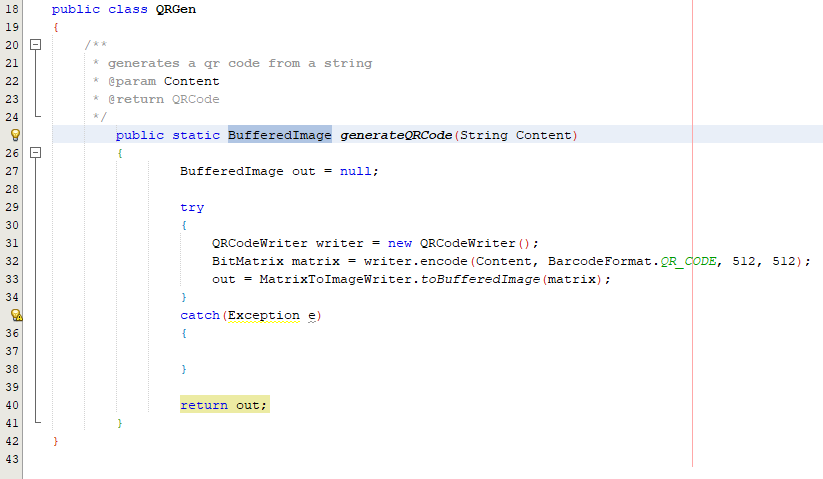 18 public class QRGen
19 {
20 /**
21 * generates a qr code from a string
22 * @param Content
23 * @return QRCode
24 */
public static BufferedImage generateQRCode(String Content)
26 {
27 BufferedImage out = null;
28
29 try
30 {
31 QRCodeWriter writer = new QRCodeWriter();
32 BitMatrix matrix = writer.encode(Content, BarcodeFormat.QR_CODE, 512, 512);
33 out = MatrixToImageWriter.toBufferedImage(matrix);
34 }
catch(Exception e)
36 {
37
38 }
39
40 return out;
41 }
42 }
43